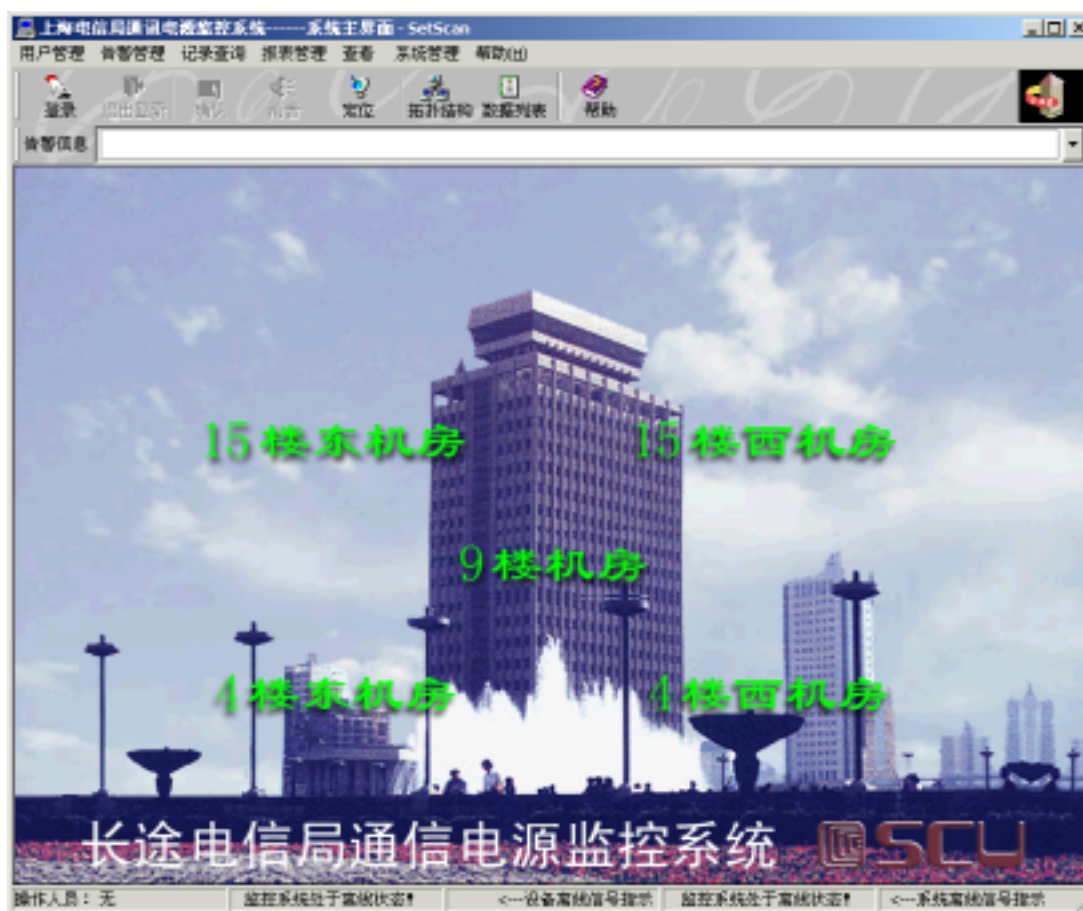 上海电信局通讯电源监控系统------系统主界面 - SetScan
用户管理 告警管理 记录查询 报表管理 查看 系统管理 帮助(H)
登录 退出登录 确认 消音 定位 拓扑结构 数据列表 帮助
告警信息
15楼东机房 15楼西机房
9楼机房
4楼东机房 4楼西机房
长途电信局通信电源监控系统 SCU
操作人员：无 监控系统处于离线状态! <---设备离线信号指示 监控系统处于离线状态! <---系统离线信号指示